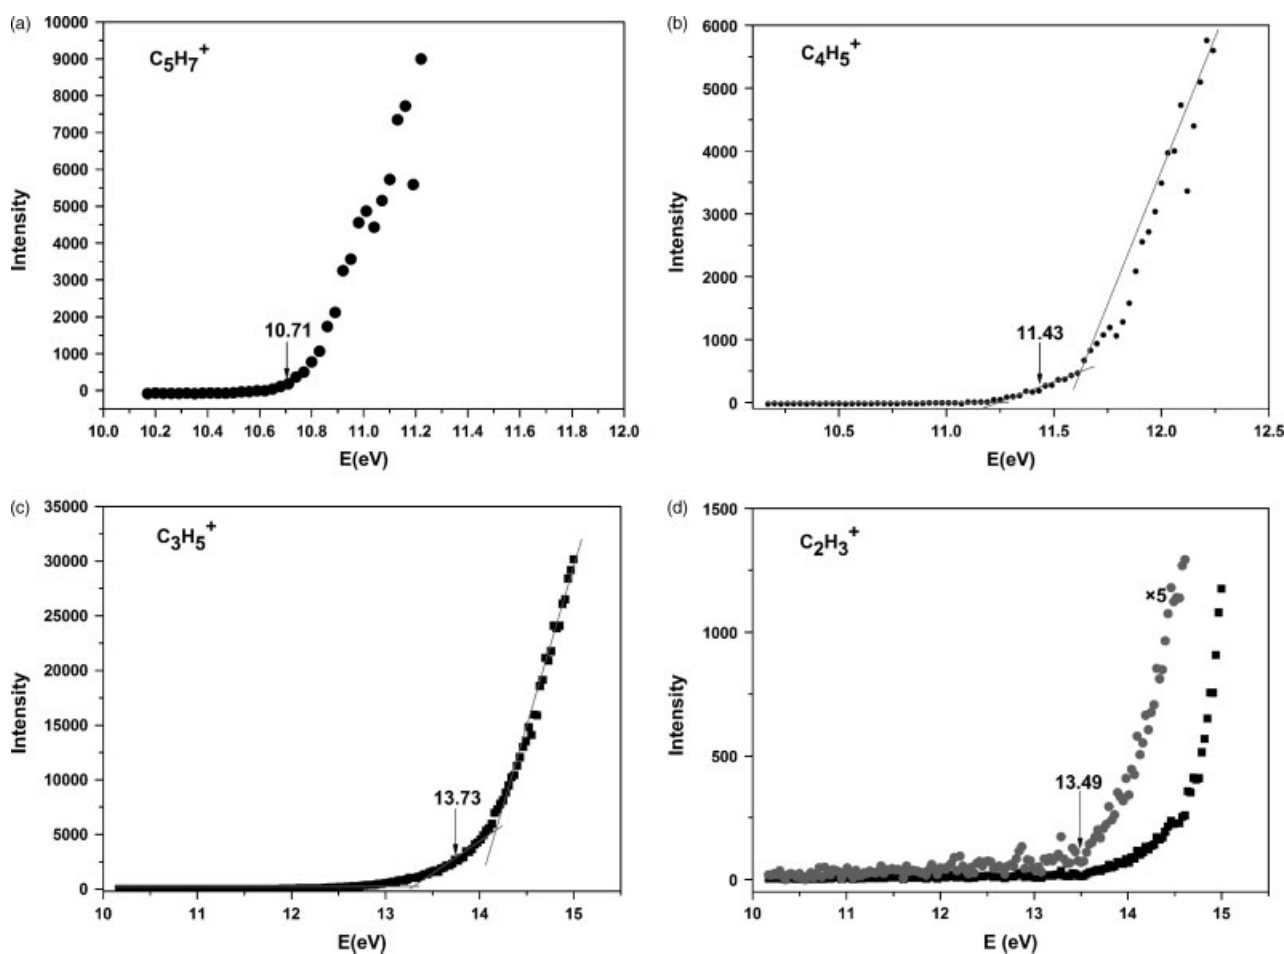 (a)
10000
9000
8000
7000
6000
5000
4000
3000
2000
1000
0
Intensity
C5H7+
10.71
10.0 10.2 10.4 10.6 10.8 11.0 11.2 11.4 11.6 11.8 12.0
E(eV)
(b)
6000
5000
4000
3000
2000
1000
0
Intensity
C4H5+
11.43
10.5 11.0 11.5 12.0 12.5
E(eV)
(c)
35000
30000
25000
20000
15000
10000
5000
0
Intensity
C3H5+
13.73
10 11 12 13 14 15
E(eV)
(d)
1500
1000
500
0
Intensity
C2H3+
×5
13.49
10 11 12 13 14 15
E (eV)